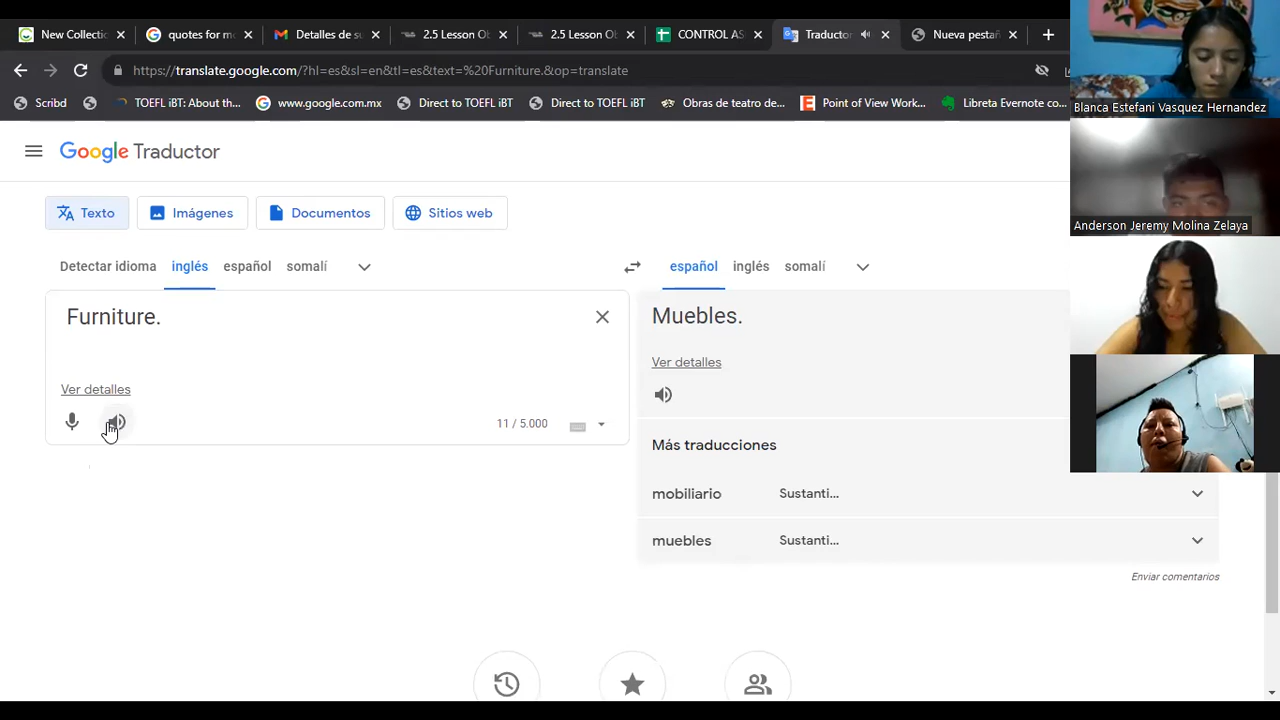 New Collecti
quotes for m
Detalles de su
2.5 Lesson Ob
2.5 Lesson Ob
CONTROL AS
Traductor
Nueva pestañ
https://translate.google.com/?hl=es&sl=en&tl=es&text=%20Furniture.&op=translate
Scribd
TOEFL iBT: About th...
www.google.com.mx
Direct to TOEFL iBT
Direct to TOEFL iBT
Obras de teatro de...
Point of View Work...
Libreta Evernote co...
Blanca Estefani Vasquez Hernandez
Google Traductor
Texto
Imágenes
Documentos
Sitios web
Anderson Jeremy Molina Zelaya
Detectar idioma
inglés
español
somalí
español
inglés
somalí
Furniture.
Muebles.
Ver detalles
Ver detalles
11 / 5.000
Más traducciones
mobiliario
Sustanti...
muebles
Sustanti...
Enviar comentarios